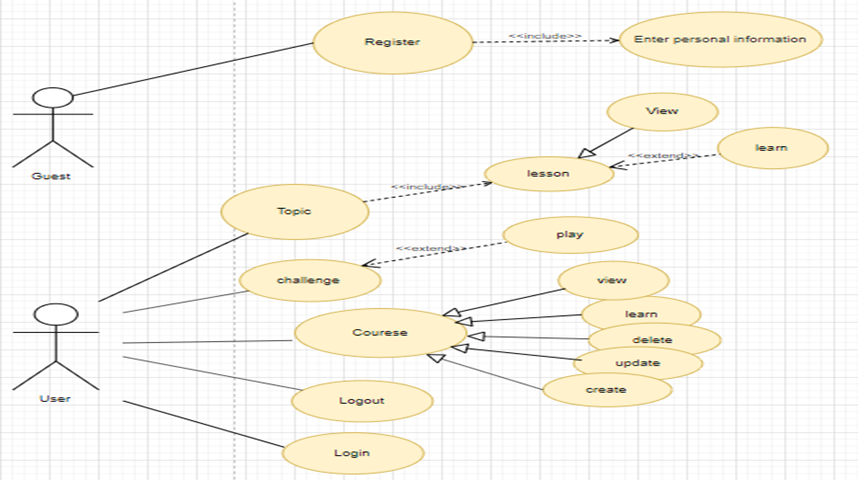 Register
<<include>>
Enter personal information
Guest
View
learn
<<extend>>
lesson
<<include>>
Topic
play
<<extend>>
challenge
view
learn
Courese
delete
update
create
User
Logout
Login